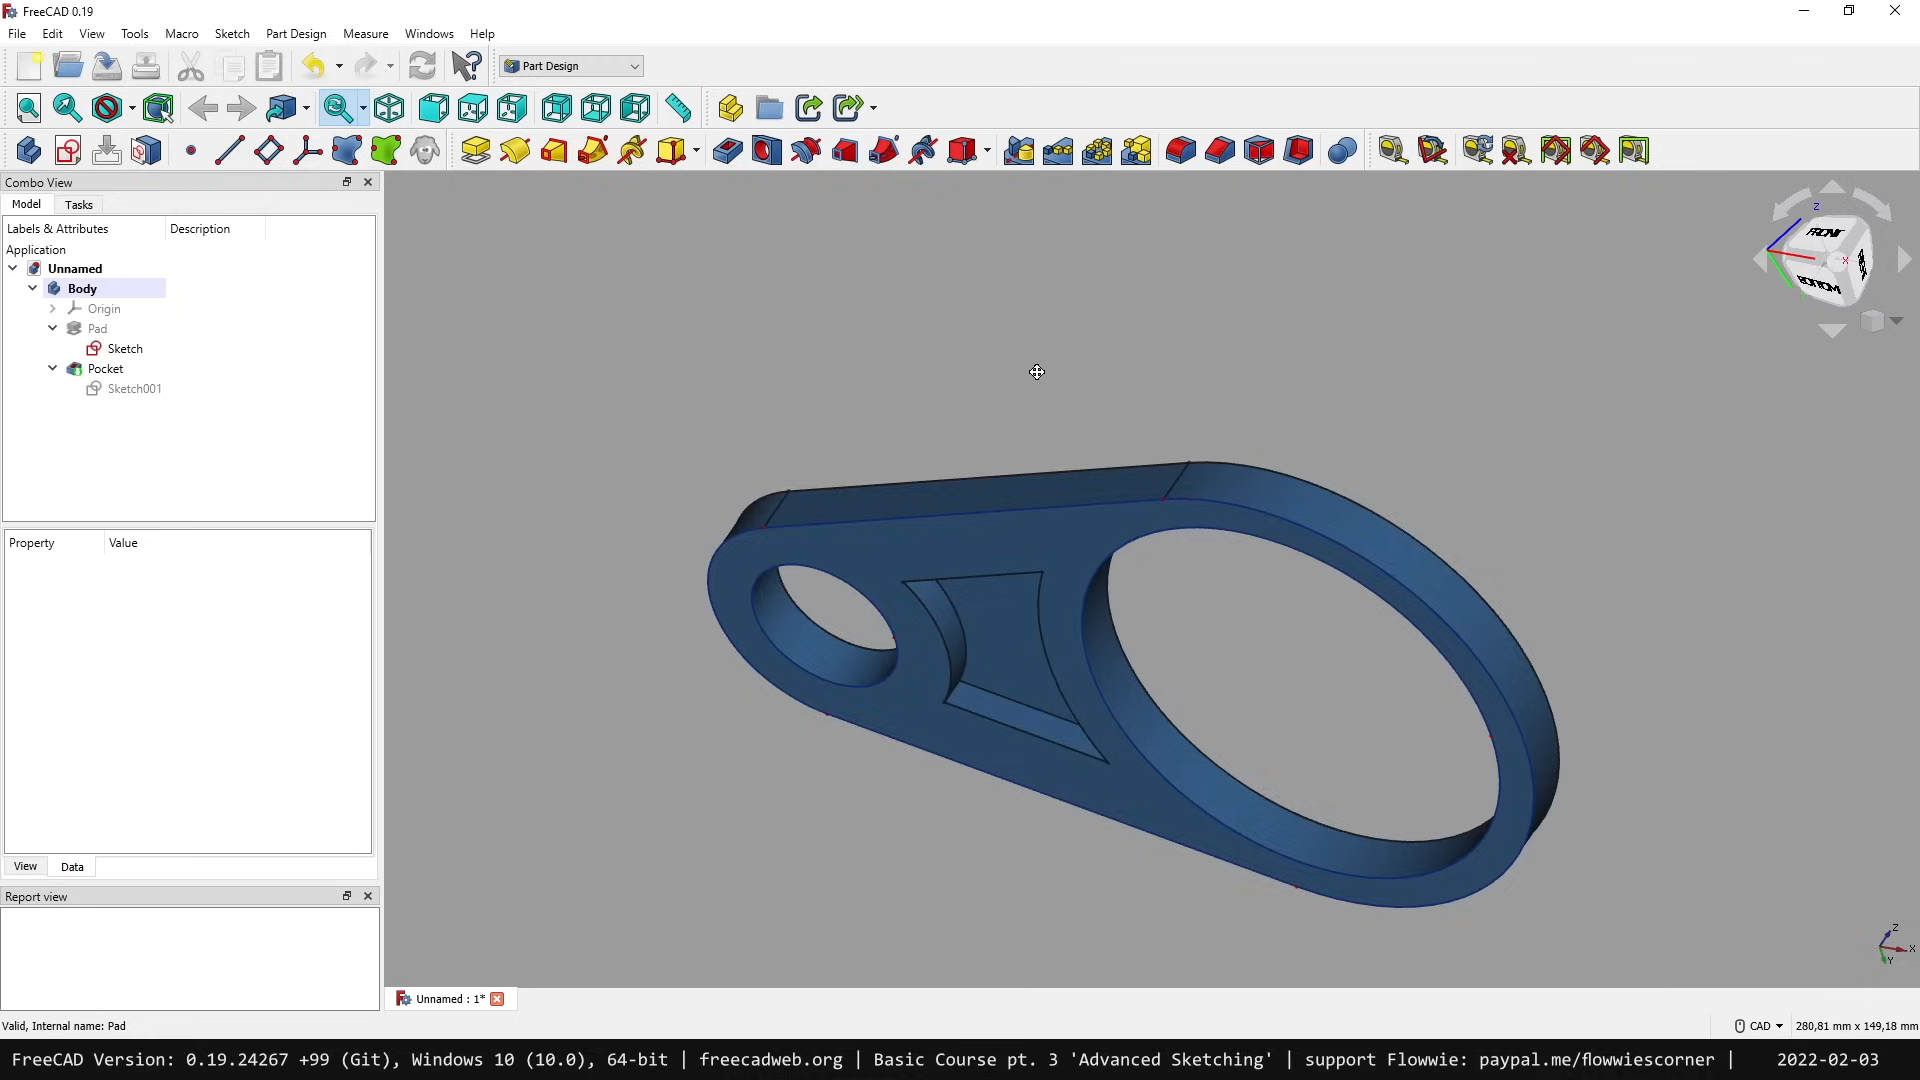 FreeCAD 0.19
File Edit View Tools Macro Sketch Part Design Measure Windows Help
Part Design
Combo View
Model Tasks
Labels & Attributes Description
Application
Unnamed
Body
Origin
Pad
Sketch
Pocket
Sketch001
Property Value
View Data
Report view
Z
FRONT
X
BOTTOM
Z
X
Y
Unnamed : 1*
Valid, Internal name: Pad
CAD 280,81 mm x 149,18 mm
FreeCAD Version: 0.19.24267 +99 (Git), Windows 10 (10.0), 64-bit | freecadweb.org | Basic Course pt. 3 'Advanced Sketching' | support Flowwie: paypal.me/flowwiescorner | 2022-02-03